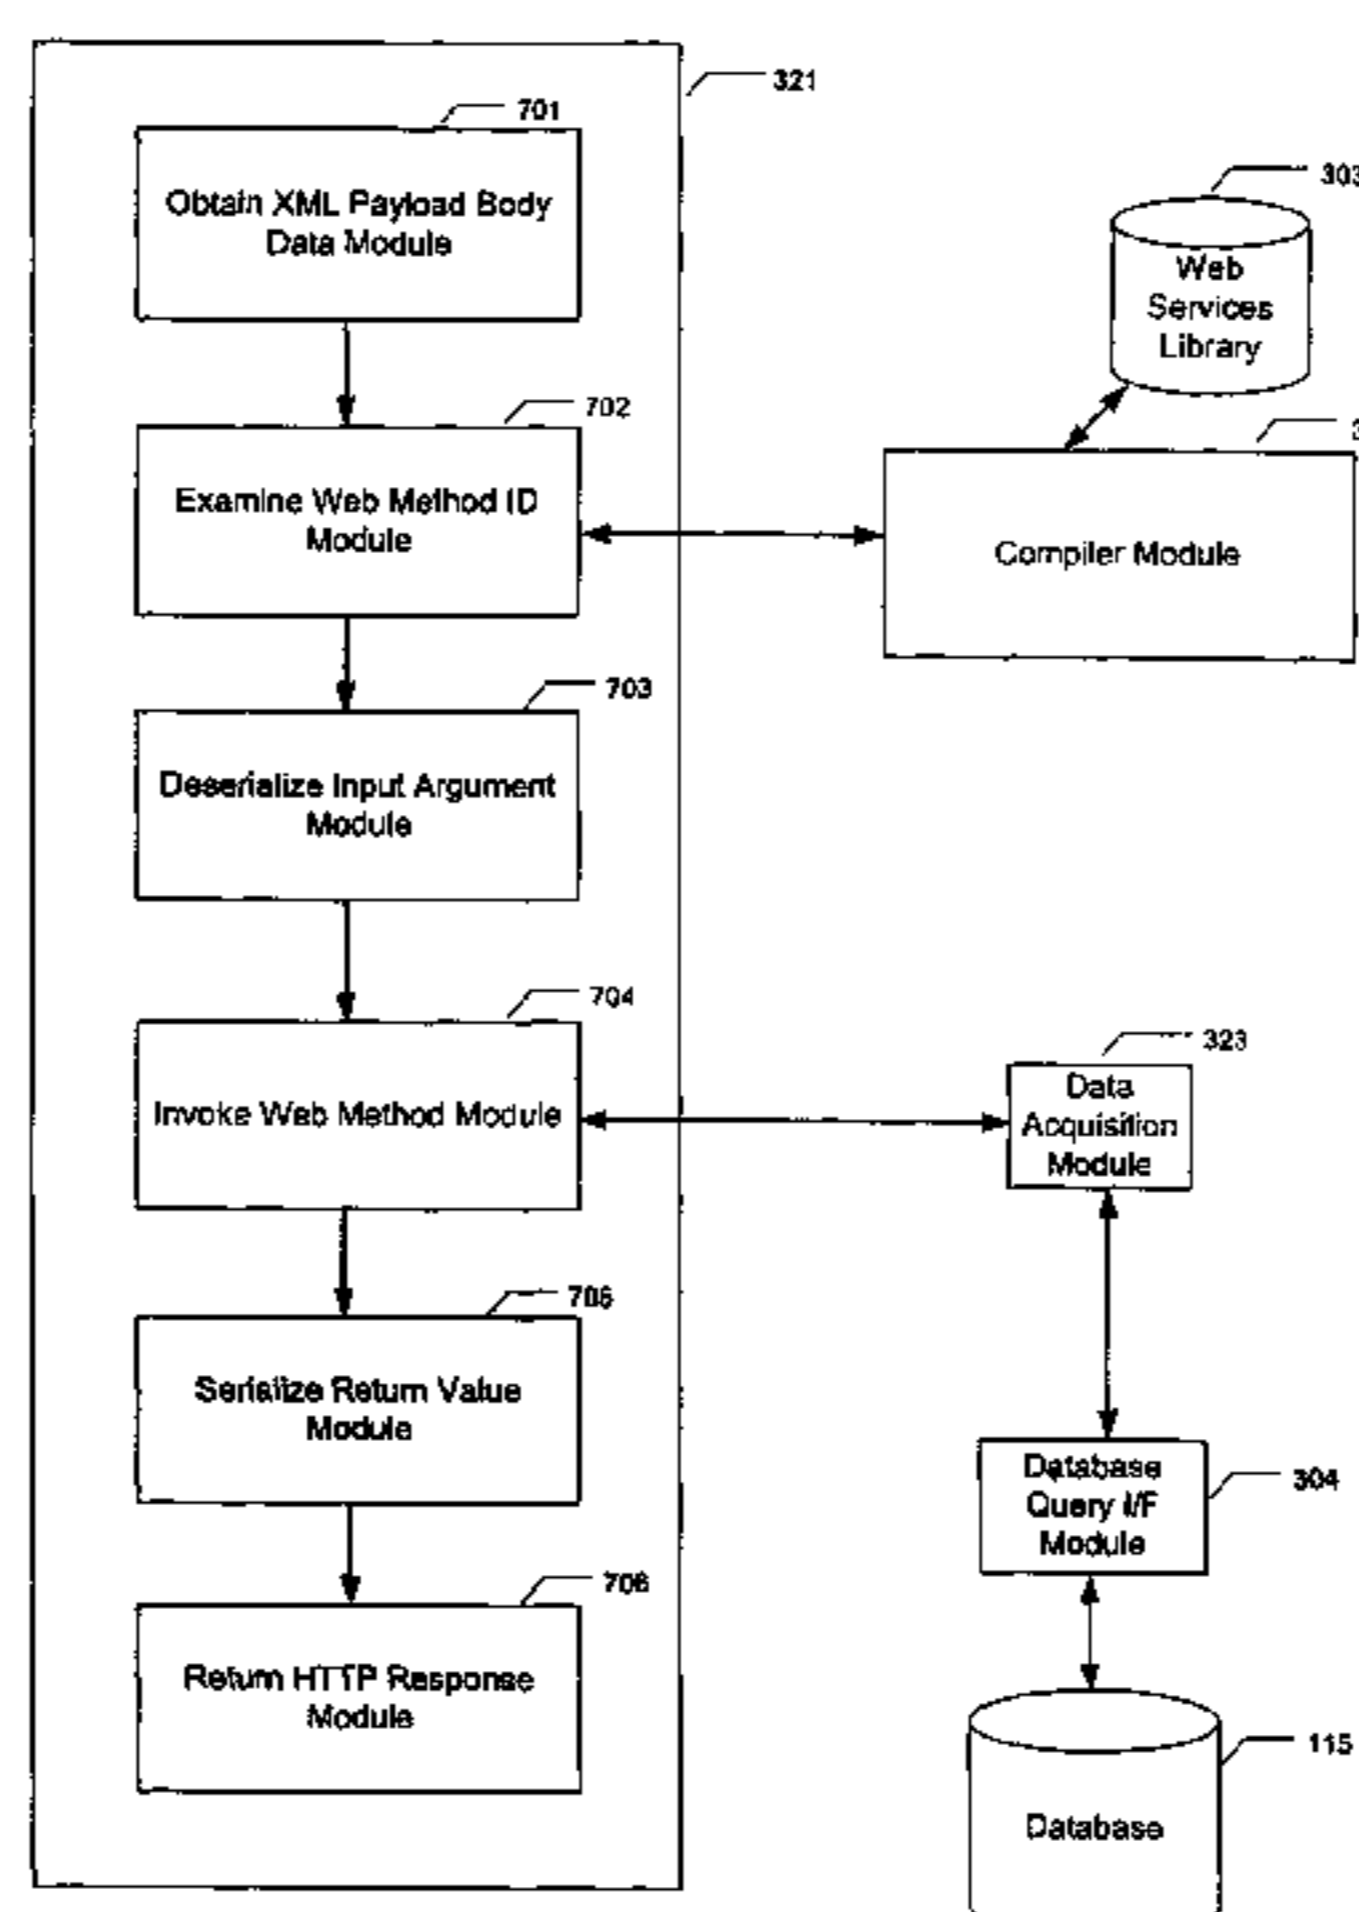 321
701
Obtain XML Payload Body
Data Module
303
Web
Services
Library
702
Examine Web Method ID
Module
3
Compiler Module
703
Deserialize Input Argument
Module
704
Invoke Web Method Module
323
Data
Acquisition
Module
705
Serialize Return Value
Module
304
Database
Query I/F
Module
706
Return HTTP Response
Module
115
Database